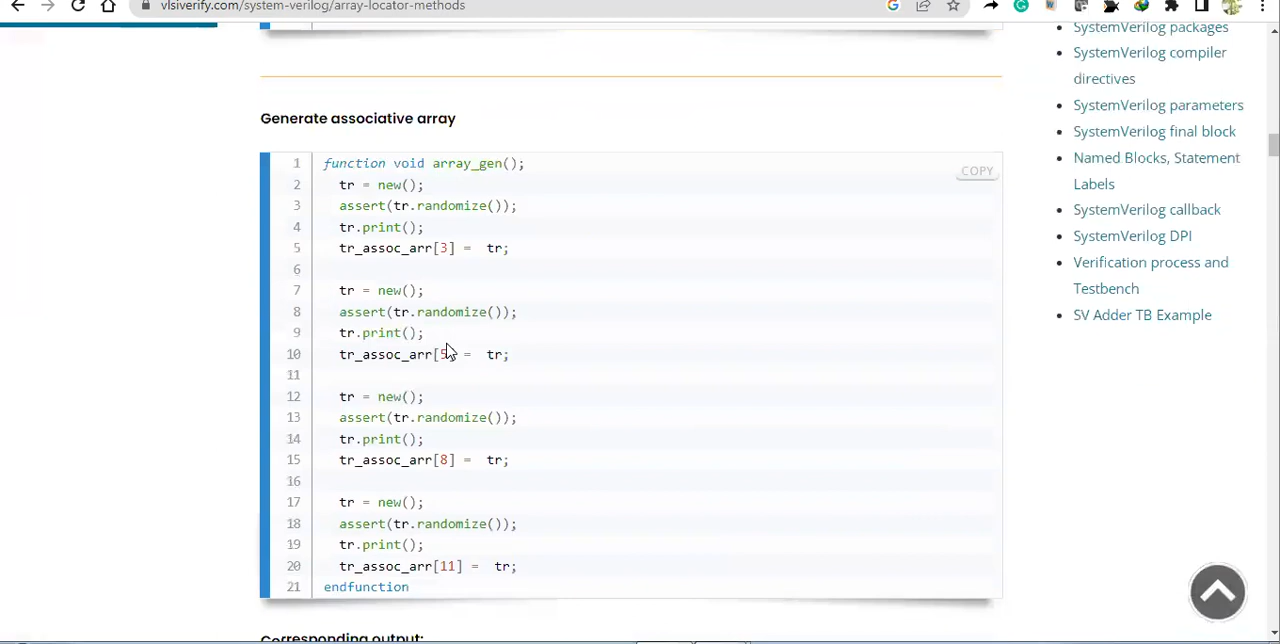 vlsiverify.com/system-verilog/array-locator-methods
Generate associative array
COPY
1 function void array_gen();
2 tr = new();
3 assert(tr.randomize());
4 tr.print();
5 tr_assoc_arr[3] = tr;
6
7 tr = new();
8 assert(tr.randomize());
9 tr.print();
10 tr_assoc_arr[5 = tr;
11
12 tr = new();
13 assert(tr.randomize());
14 tr.print();
15 tr_assoc_arr[8] = tr;
16
17 tr = new();
18 assert(tr.randomize());
19 tr.print();
20 tr_assoc_arr[11] = tr;
21 endfunction
Corresponding output:
SystemVerilog packages
SystemVerilog compiler
directives
SystemVerilog parameters
SystemVerilog final block
Named Blocks, Statement
Labels
SystemVerilog callback
SystemVerilog DPI
Verification process and
Testbench
SV Adder TB Example